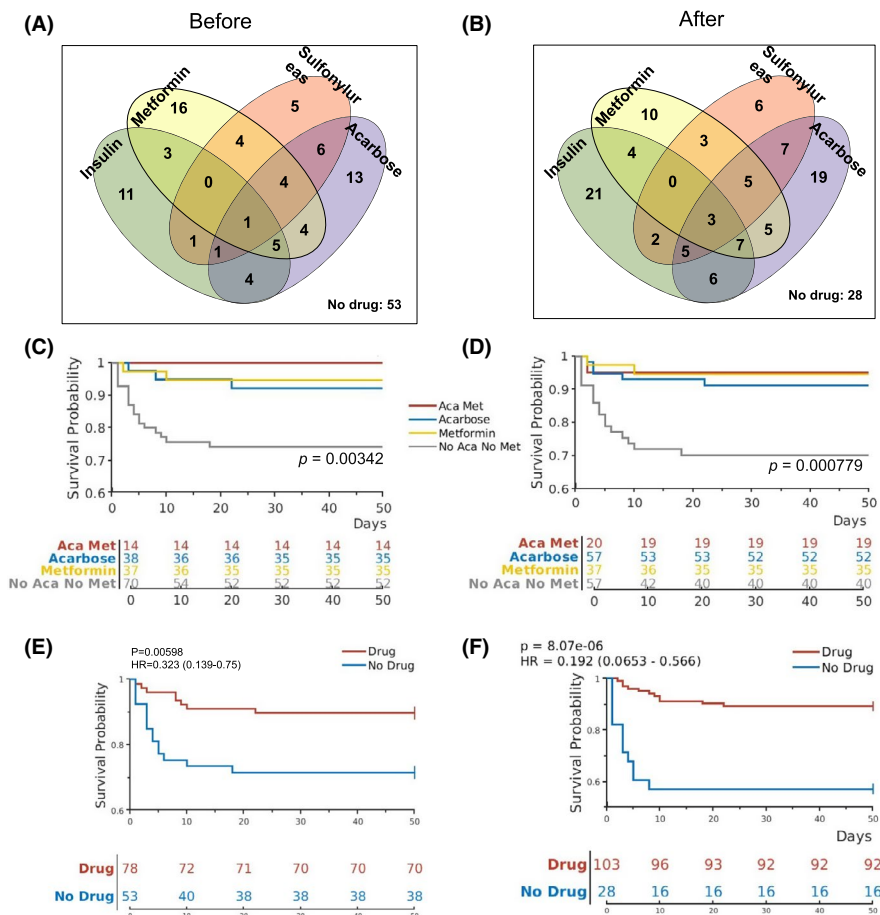 (A)
Before
Insulin
Metformin
Sulfonylur
eas
Acarbose
16
5
3
4
6
11
0
4
13
1
4
1
1
5
4
No drug: 53
(B)
After
Insulin
Metformin
Sulfonylur
eas
Acarbose
10
6
4
3
7
21
0
5
19
3
5
2
5
7
6
No drug: 28
(C)
Survival Probability
1
0.9
0.8
0.7
0.6
0 10 20 30 40 50
Days
p = 0.00342
Aca Met
Acarbose
Metformin
No Aca No Met
Aca Met 14 14 14 14 14 14
Acarbose 38 36 36 35 35 35
Metformin 37 36 35 35 35 35
No Aca No Met 70 54 52 52 52 52
0 10 20 30 40 50
(D)
Survival Probability
1
0.9
0.8
0.7
0.6
0 10 20 30 40 50
Days
p = 0.000779
Aca Met 20 19 19 19 19 19
Acarbose 57 53 53 52 52 52
Metformin 37 36 35 35 35 35
No Aca No Met 57 42 40 40 40 40
0 10 20 30 40 50
(E)
P=0.00598
HR=0.323 (0.139-0.75)
Drug
No Drug
Survival Probability
1
0.8
0.6
0 10 20 30 40 50
Drug 78 72 71 70 70 70
No Drug 53 40 38 38 38 38
0 10 20 30 40 50
(F)
p = 8.07e-06
HR = 0.192 (0.0653 - 0.566)
Drug
No Drug
Survival Probability
1
0.8
0.6
0 10 20 30 40 50
Days
Drug 103 96 93 92 92 92
No Drug 28 16 16 16 16 16
0 10 20 30 40 50